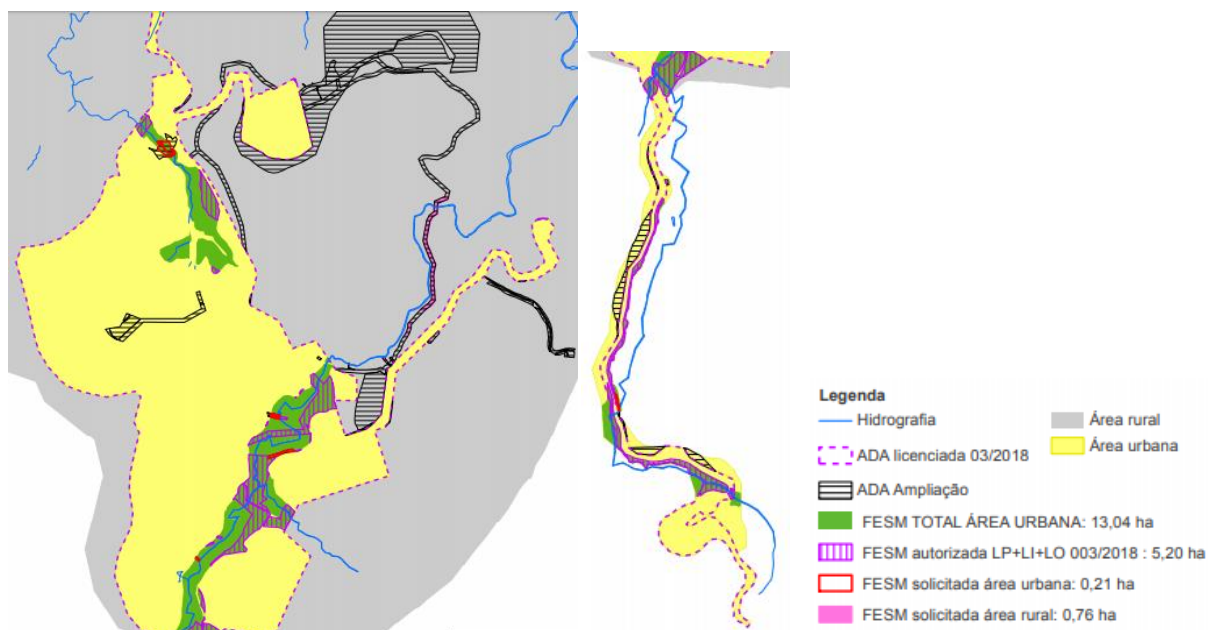 Legenda
Hidrografia
ADA licenciada 03/2018
ADA Ampliação
FESM TOTAL ÁREA URBANA: 13,04 ha
FESM autorizada LP+LI+LO 003/2018 : 5,20 ha
FESM solicitada área urbana: 0,21 ha
FESM solicitada área rural: 0,76 ha
Área rural
Área urbana